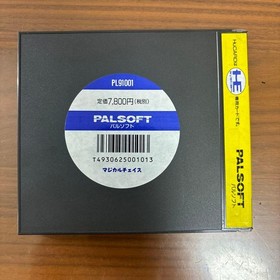 PL91001
定価7,800円(税別)
PALSOFT
パルソフト
T4930625001013
マジカルチェイス
HE
PALSOFT
パルソフト